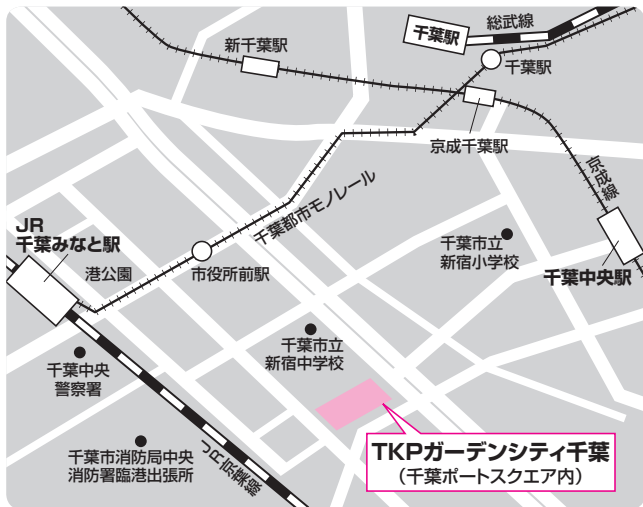 総武線
千葉駅
新千葉駅
千葉駅
京成千葉駅
京成線
千葉都市モノレール
JR
千葉みなと駅
港公園
市役所前駅
千葉市立
新宿小学校
千葉中央駅
千葉市立
新宿中学校
千葉中央
警察署
千葉市消防局中央
消防署臨港出張所
JR京葉線
TKPガーデンシティ千葉
（千葉ポートスクエア内）